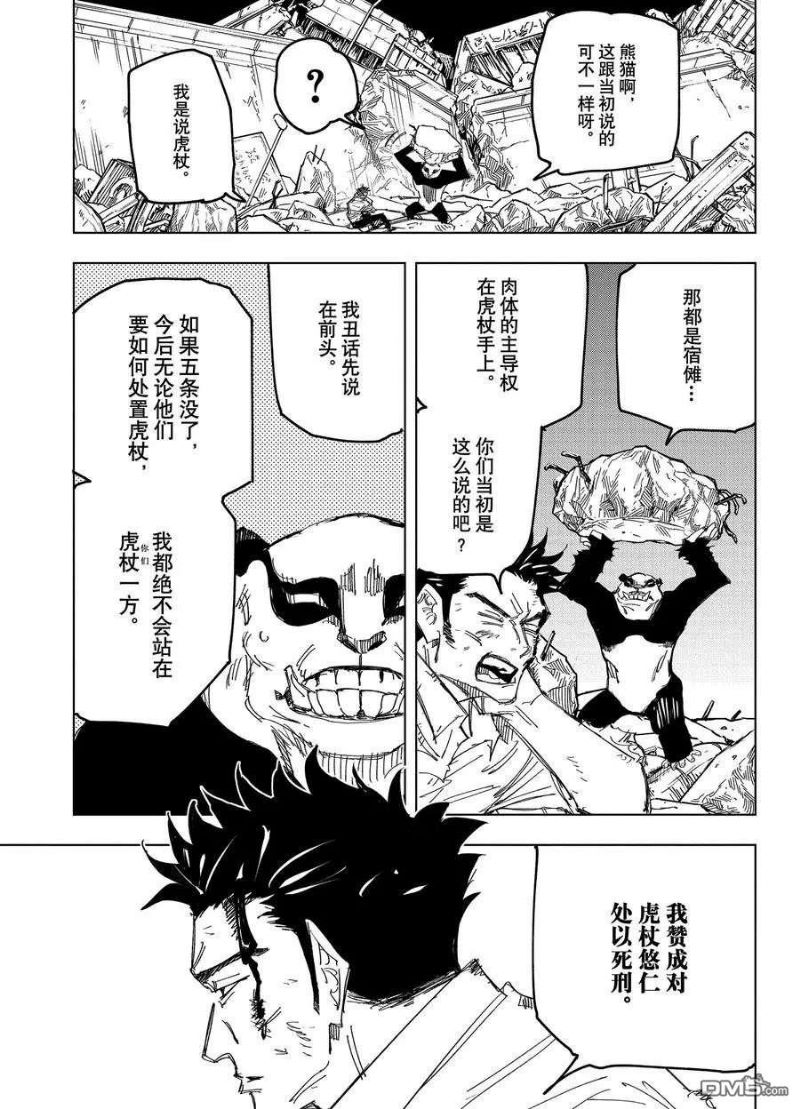 熊猫啊，
这跟当初说的
可不一样呀。
？
我是说虎杖。
那都是宿傩…
肉体的主导权
在虎杖手上。
你们当初是
这么说的吧？
我丑话先说
在前头。
如果五条没了，
今后无论他们
要如何处置虎杖，
我都绝不会站在
你们
虎杖一方。
我赞成对
虎杖悠仁
处以死刑。
DM5